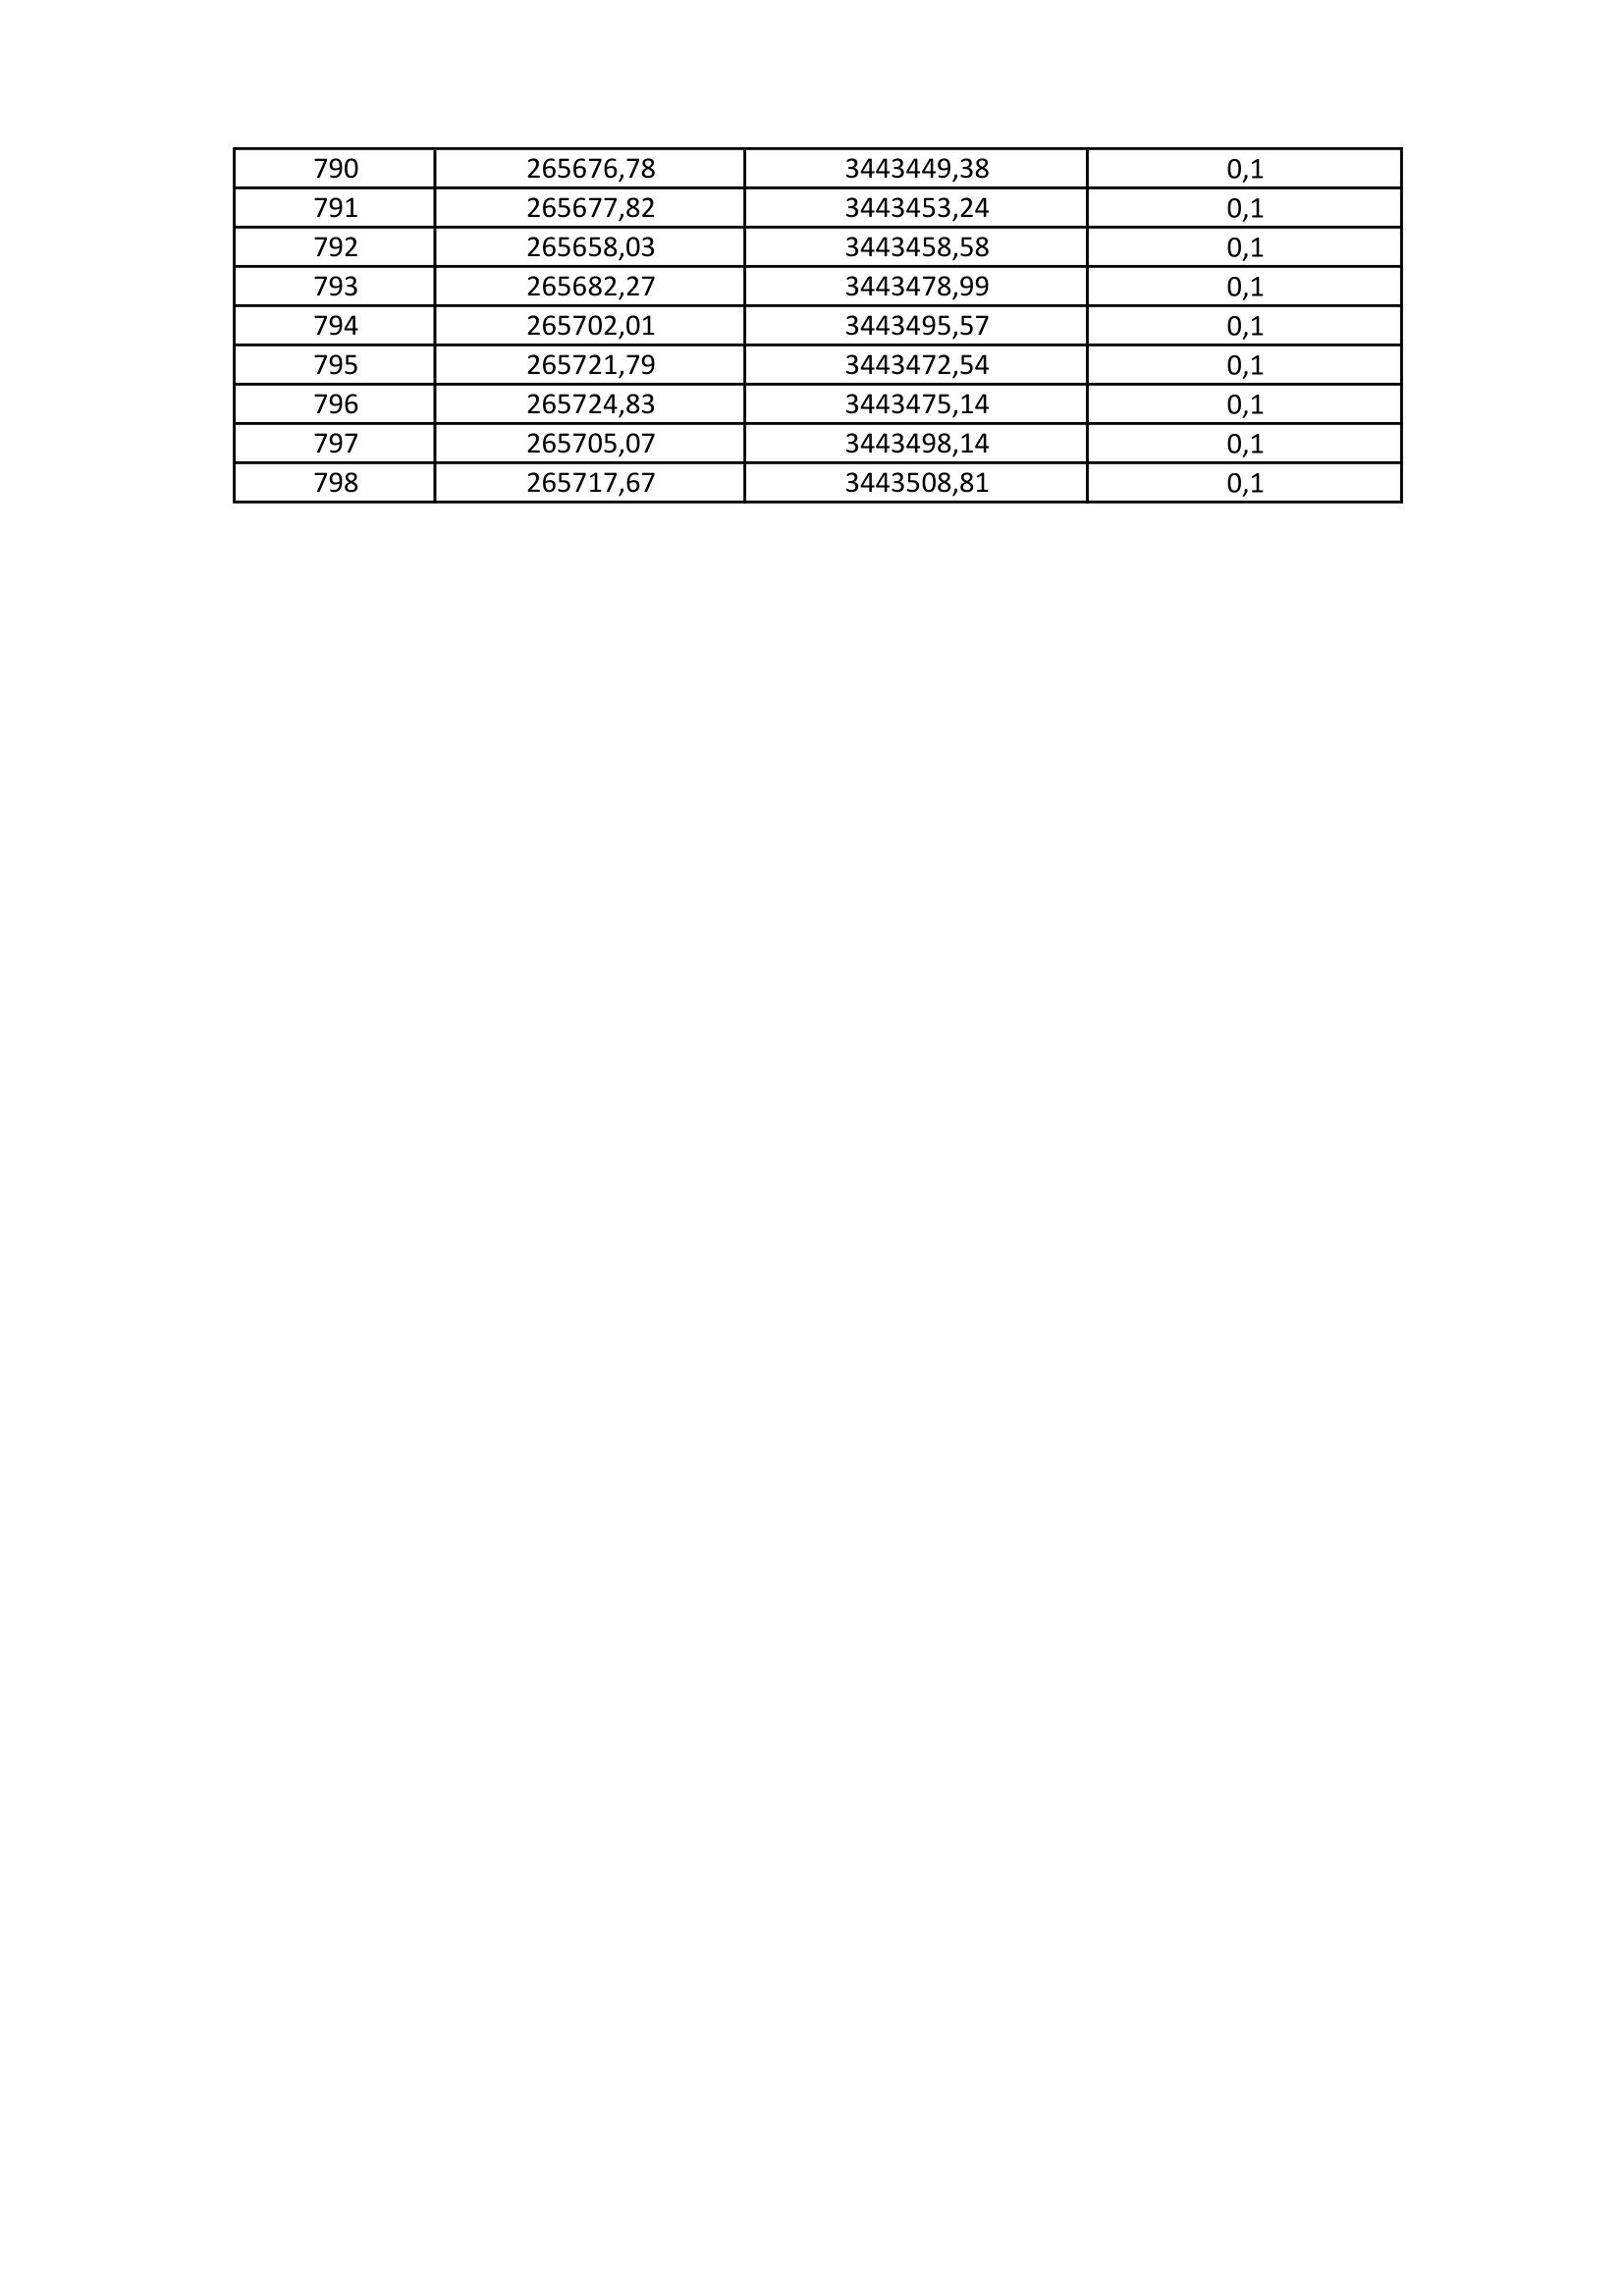 790 265676,78 3443449,38 0,1
791 265677,82 3443453,24 0,1
792 265658,03 3443458,58 0,1
793 265682,27 3443478,99 0,1
794 265702,01 3443495,57 0,1
795 265721,79 3443472,54 0,1
796 265724,83 3443475,14 0,1
797 265705,07 3443498,14 0,1
798 265717,67 3443508,81 0,1